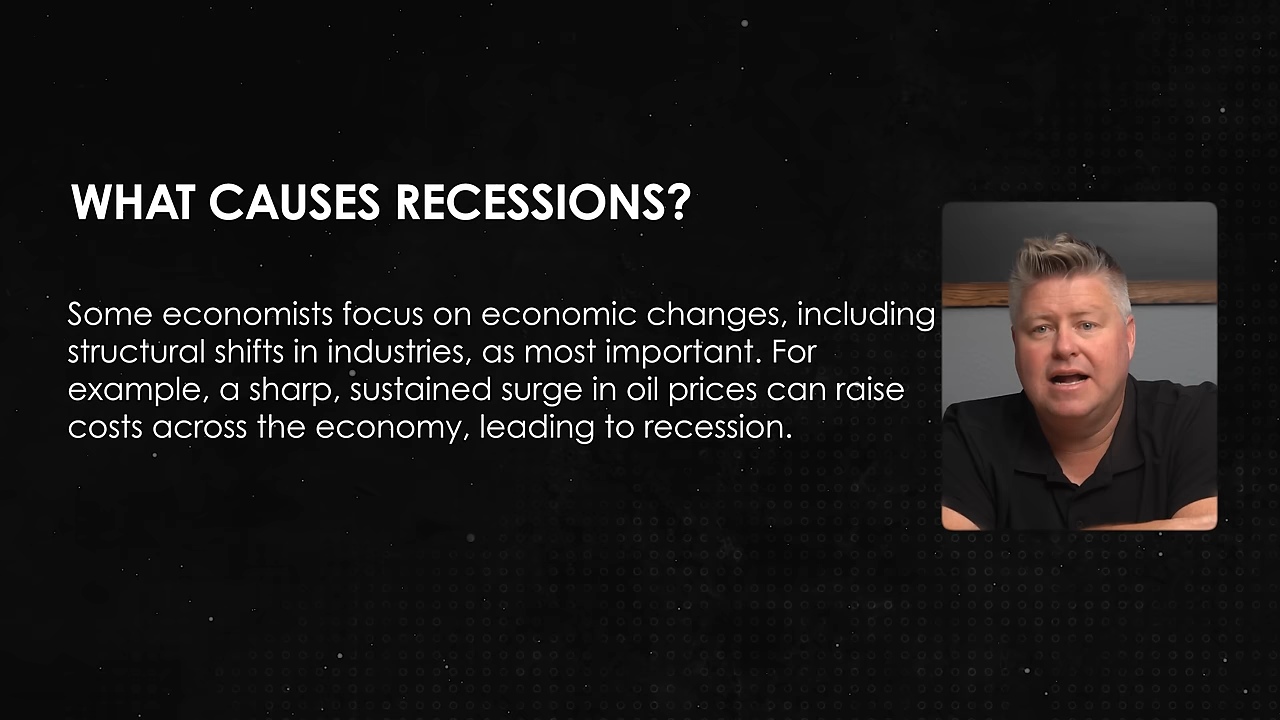 WHAT CAUSES RECESSIONS?
Some economists focus on economic changes, including
structural shifts in industries, as most important. For
example, a sharp, sustained surge in oil prices can raise
costs across the economy, leading to recession.